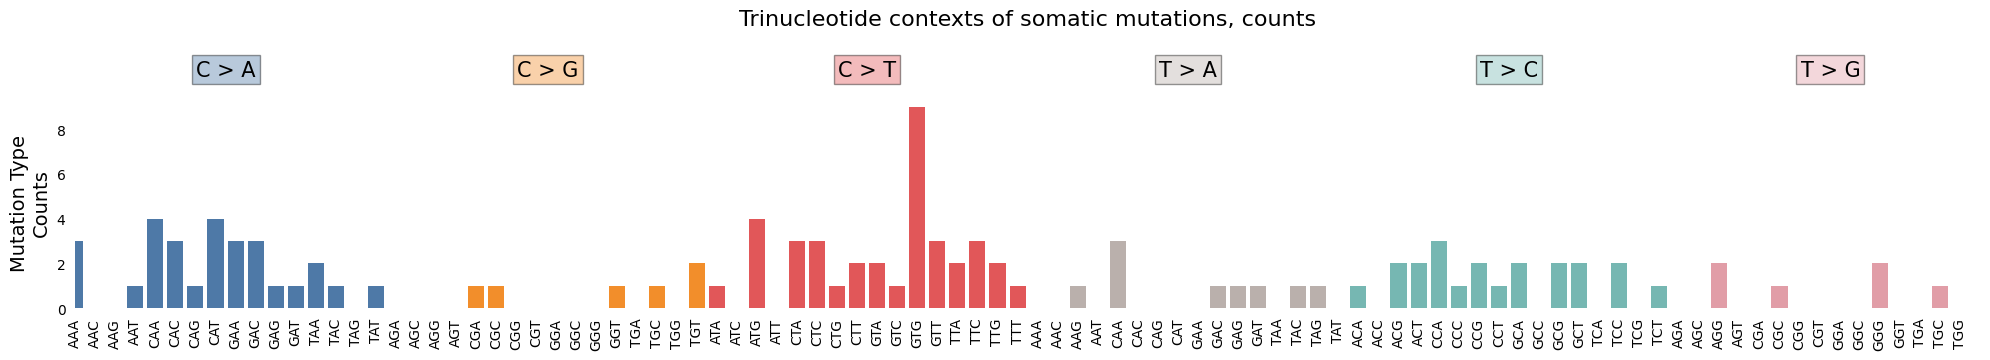 Trinucleotide contexts of somatic mutations, counts
C > A
C > G
C > T
T > A
T > C
T > G
Mutation Type
Counts
8
6
4
2
0
AAA AAC AAG AAT CAA CAC CAG CAT GAA GAC GAG GAT TAA TAC TAG TAT AGA AGC AGG AGT CGA CGC CGG CGT GGA GGC GGG GGT TGA TGC TGG TGT ATA ATC ATG ATT CTA CTC CTG CTT GTA GTC GTG GTT TTA TTC TTG TTT AAA AAC AAG AAT CAA CAC CAG CAT GAA GAC GAG GAT TAA TAC TAG TAT ACA ACC ACG ACT CCA CCC CCG CCT GCA GCC GCG GCT TCA TCC TCG TCT AGA AGC AGG AGT CGA CGC CGG CGT GGA GGC GGG GGT TGA TGC TGG